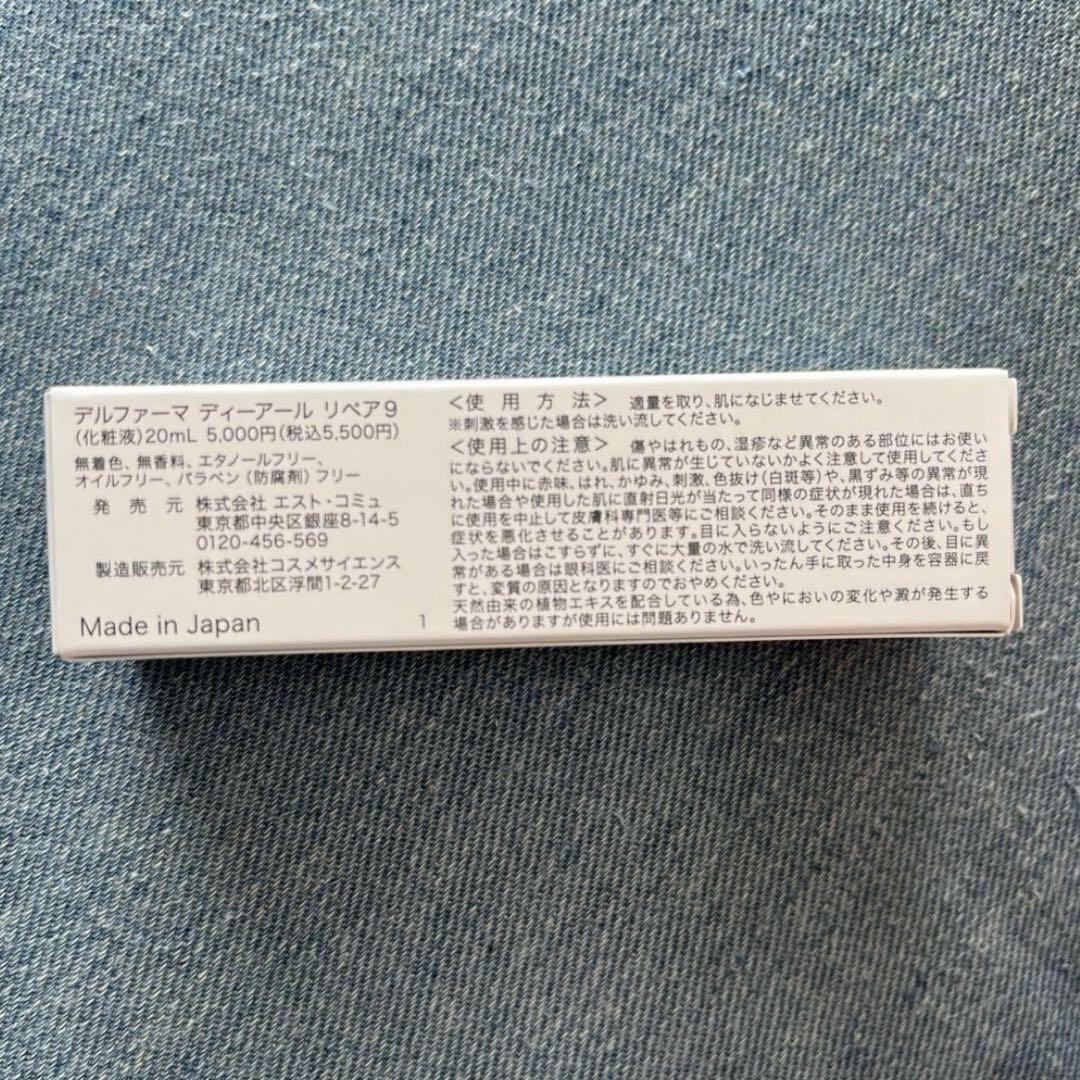 デルファーマ ディーアール リペア9
(化粧液)20mL 5,000円(税込5,500円)
無着色、無香料、エタノールフリー、
オイルフリー、パラベン(防腐剤)フリー
発売元 株式会社 エスト・コミュ
東京都中央区銀座8-14-5
0120-456-569
製造販売元 株式会社コスメサイエンス
東京都北区浮間1-2-27
Made in Japan 1
<使用方法> 適量を取り、肌になじませてください。
※刺激を感じた場合は洗い流してください。
<使用上の注意> 傷やはれもの、湿疹など異常のある部位にはお使い
にならないでください。肌に異常が生じていないかよく注意して使用してくださ
い。使用中に赤味、はれ、かゆみ、刺激、色抜け(白斑等)や、黒ずみ等の異常が現
れた場合や使用した肌に直射日光が当たって同様の症状が現れた場合は、直ち
に使用を中止して皮膚科専門医等にご相談ください。そのまま使用を続けると、
症状を悪化させることがあります。目に入らないようにご注意ください。もし
入った場合はこすらずに、すぐに大量の水で洗い流してください。その後、目に異
常がある場合は眼科医にご相談ください。いったん手に取った中身を容器に戻
すと、変質の原因となりますのでおやめください。
天然由来の植物エキスを配合している為、色やにおいの変化や澱が発生する
場合がありますが使用には問題ありません。